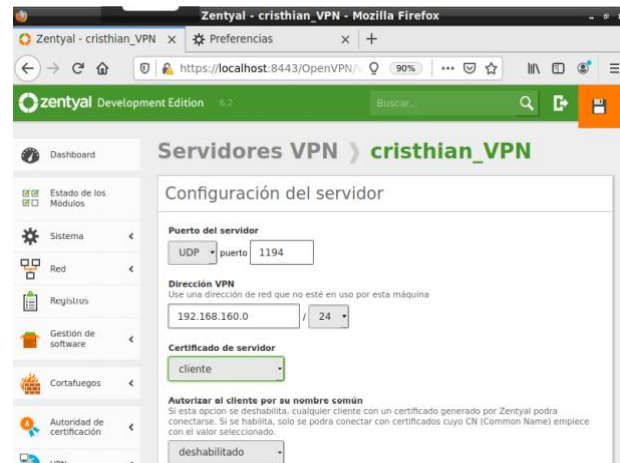 Zentyal - cristhian_VPN - Mozilla Firefox
Zentyal - cristhian_VPN × Preferencias × +
https://localhost:8443/OpenVPN/ 90%
zentyal Development Edition 6.2 Buscar...
Dashboard
Estado de los Módulos
Sistema
Red
Registros
Gestión de software
Cortafuegos
Autoridad de certificación
VPN
Servidores VPN cristhian_VPN
Configuración del servidor
Puerto del servidor
UDP puerto 1194
Dirección VPN
Use una dirección de red que no esté en uso por esta máquina
192.168.160.0 / 24
Certificado de servidor
cliente
Autorizar al cliente por su nombre común
Si esta opcion se deshabilita, cualquier cliente con un certificado generado por Zentyal podra
conectarse. Si se habilita, solo se podra conectar con certificados cuyo CN (Common Name) empiece
con el valor seleccionado.
deshabilitado